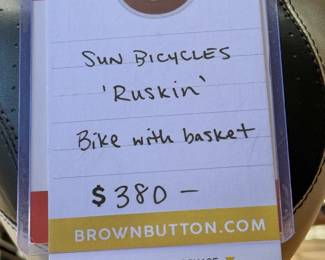 Sun Bicycles
'Ruskin'
Bike with basket
$380 —
BROWNBUTTON.COM